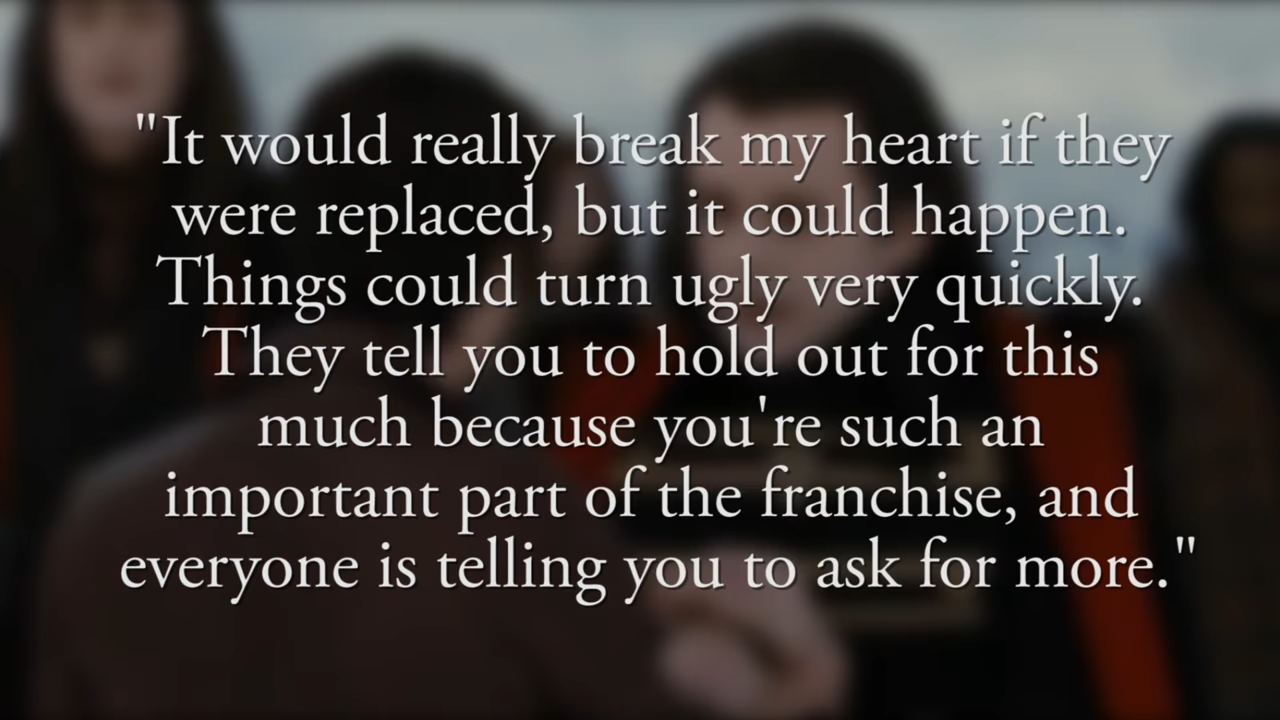 "It would really break my heart if they
were replaced, but it could happen.
Things could turn ugly very quickly.
They tell you to hold out for this
much because you're such an
important part of the franchise, and
everyone is telling you to ask for more."